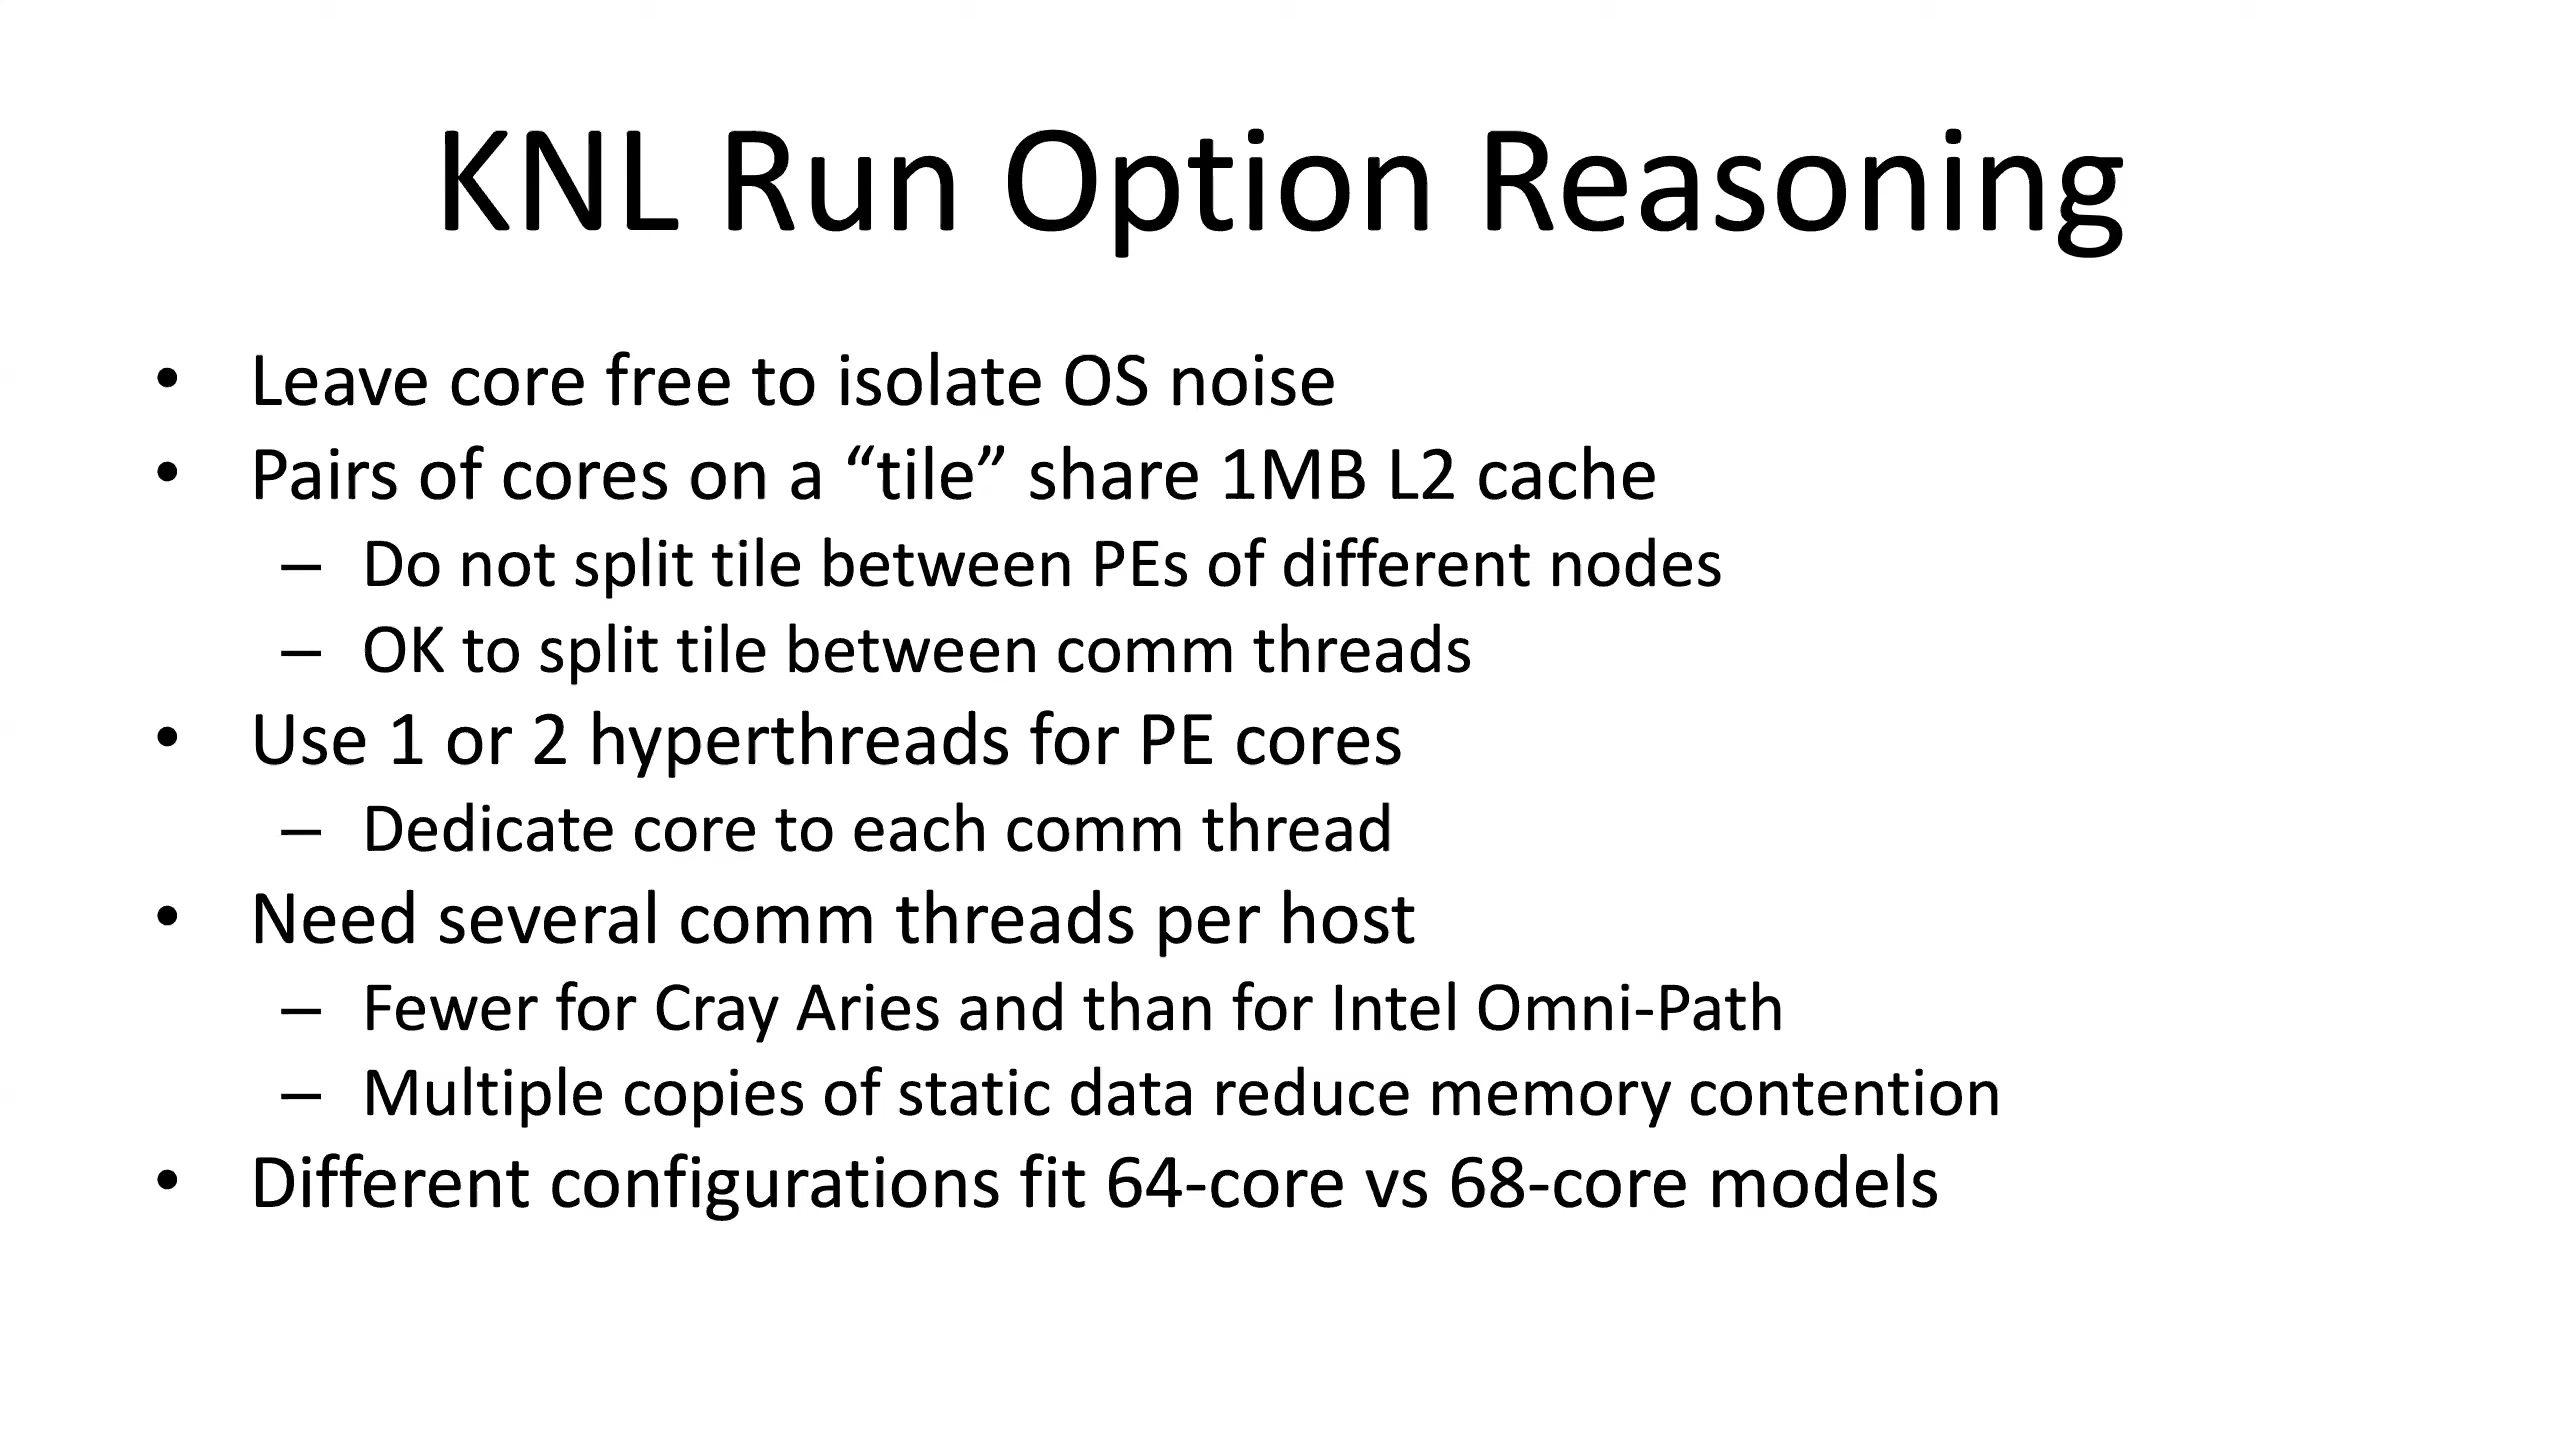 KNL Run Option Reasoning
• Leave core free to isolate OS noise
• Pairs of cores on a “tile” share 1MB L2 cache
– Do not split tile between PEs of different nodes
– OK to split tile between comm threads
• Use 1 or 2 hyperthreads for PE cores
– Dedicate core to each comm thread
• Need several comm threads per host
– Fewer for Cray Aries and than for Intel Omni-Path
– Multiple copies of static data reduce memory contention
• Different configurations fit 64-core vs 68-core models